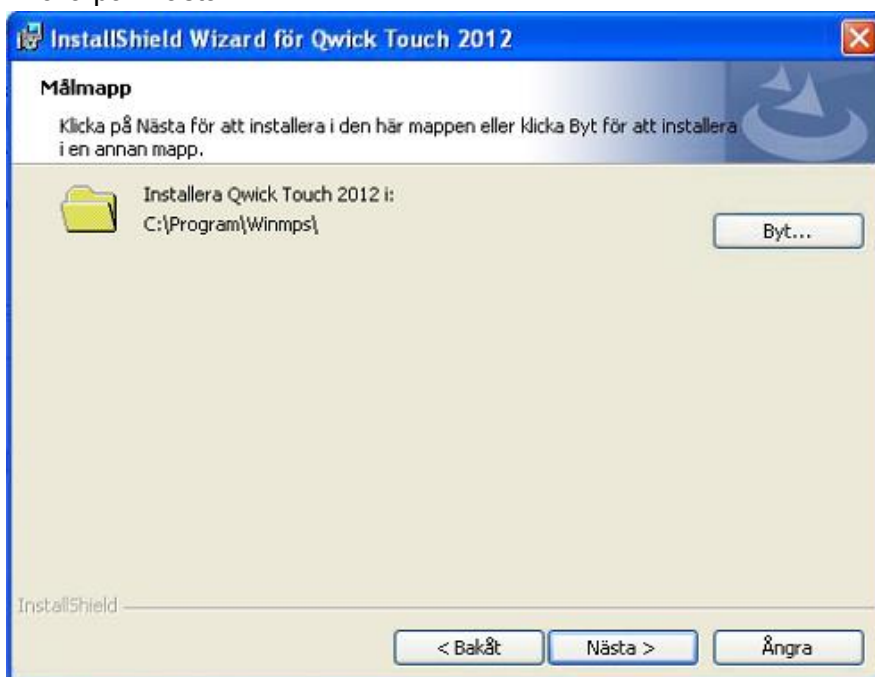 InstallShield Wizard för Qwick Touch 2012
Målmapp
Klicka på Nästa för att installera i den här mappen eller klicka Byt för att installera
i en annan mapp.
Installera Qwick Touch 2012 i:
C:\Program\Winmps\
Byt...
InstallShield
< Bakåt
Nästa >
Ångra